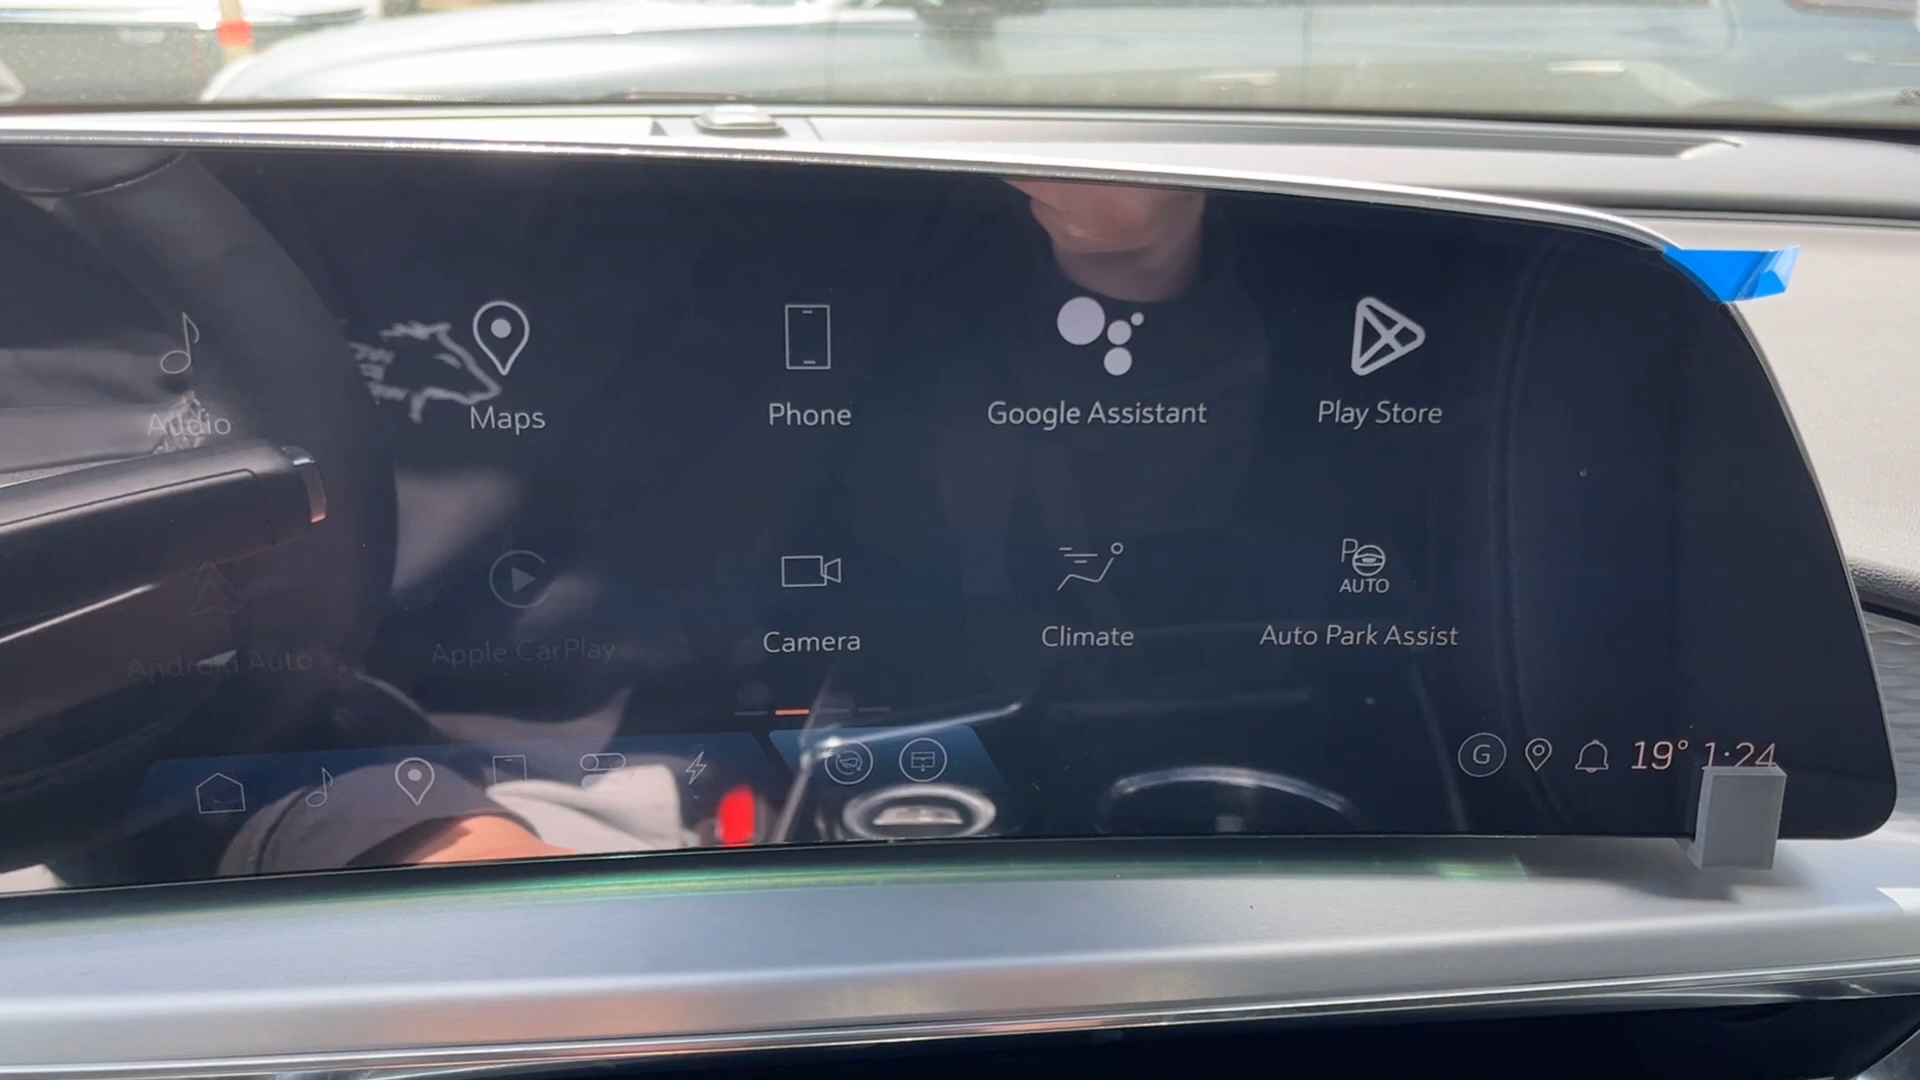 Audio
Maps
Phone
Google Assistant
Play Store
P
AUTO
Android Auto
Apple CarPlay
Camera
Climate
Auto Park Assist
G
19° 1:24